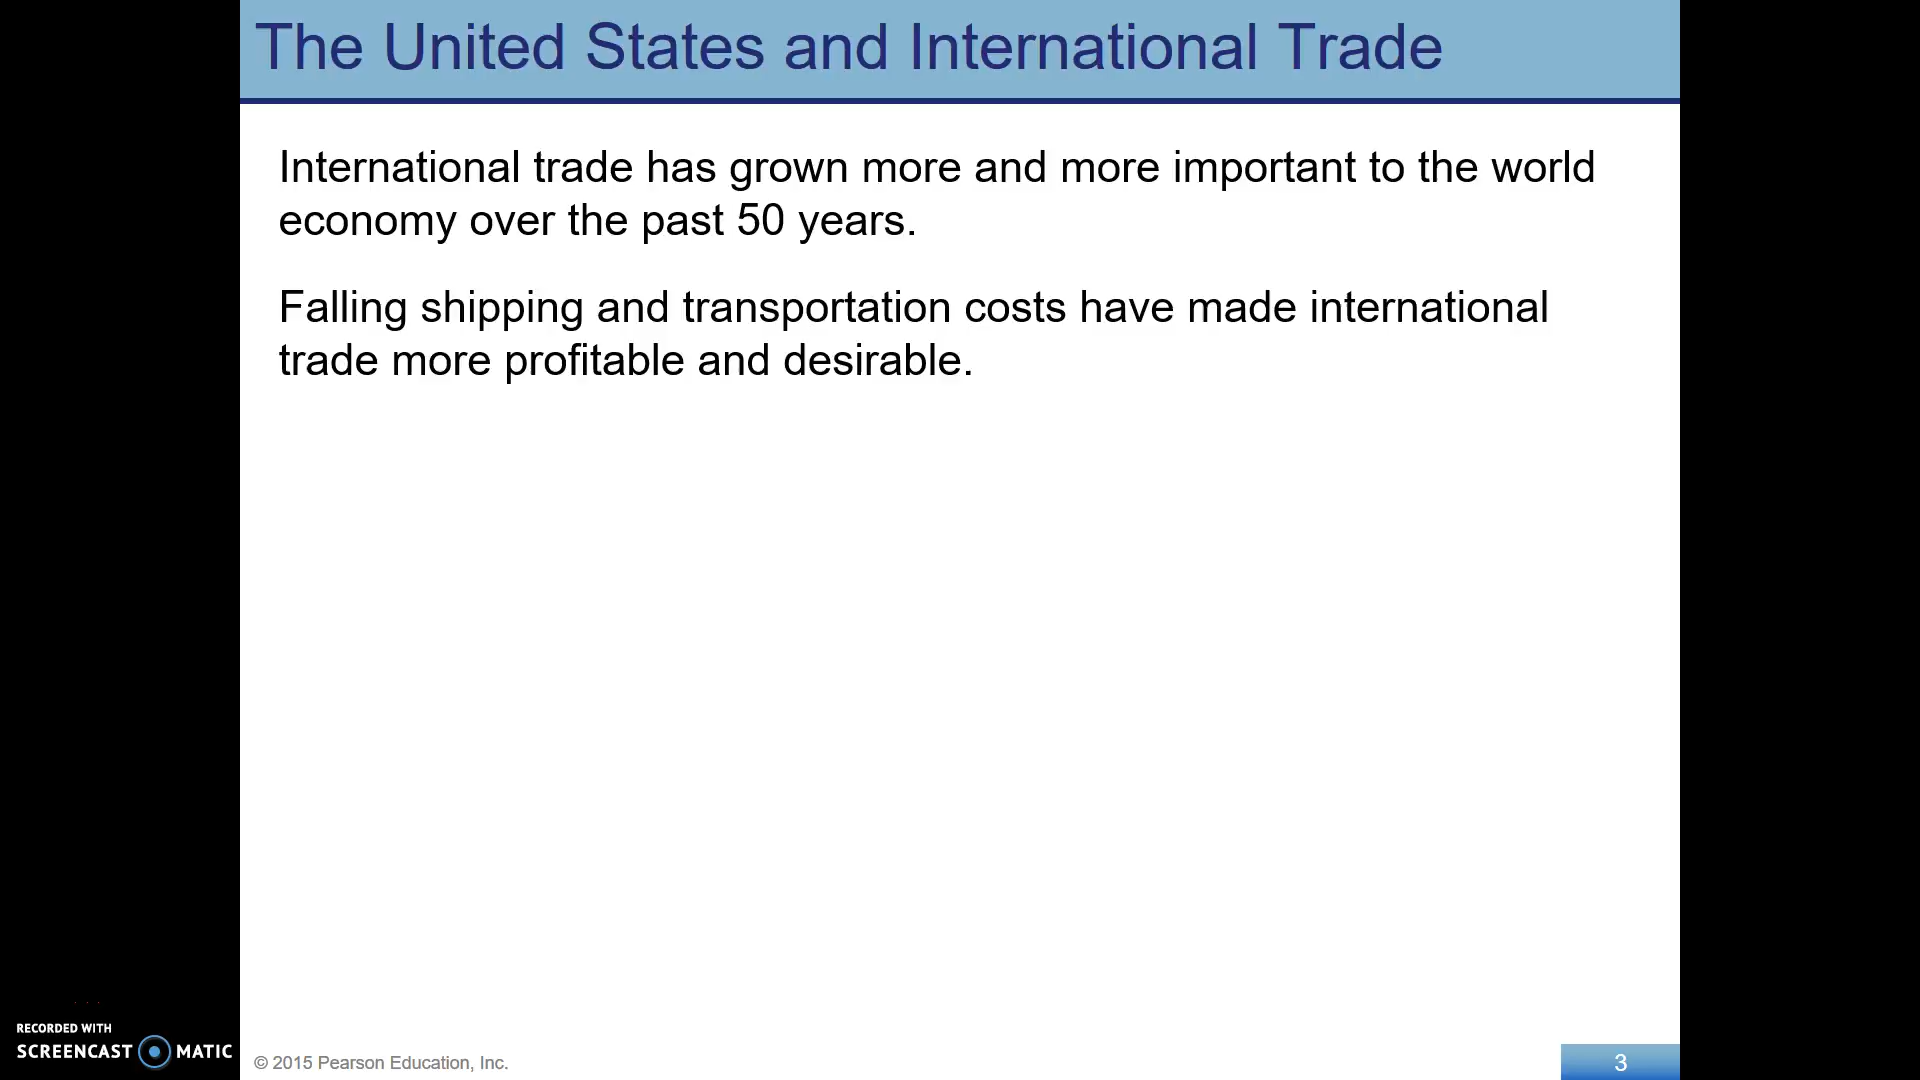 The United States and International Trade
International trade has grown more and more important to the world
economy over the past 50 years.
Falling shipping and transportation costs have made international
trade more profitable and desirable.
RECORDED WITH
SCREENCAST MATIC
© 2015 Pearson Education, Inc.
3